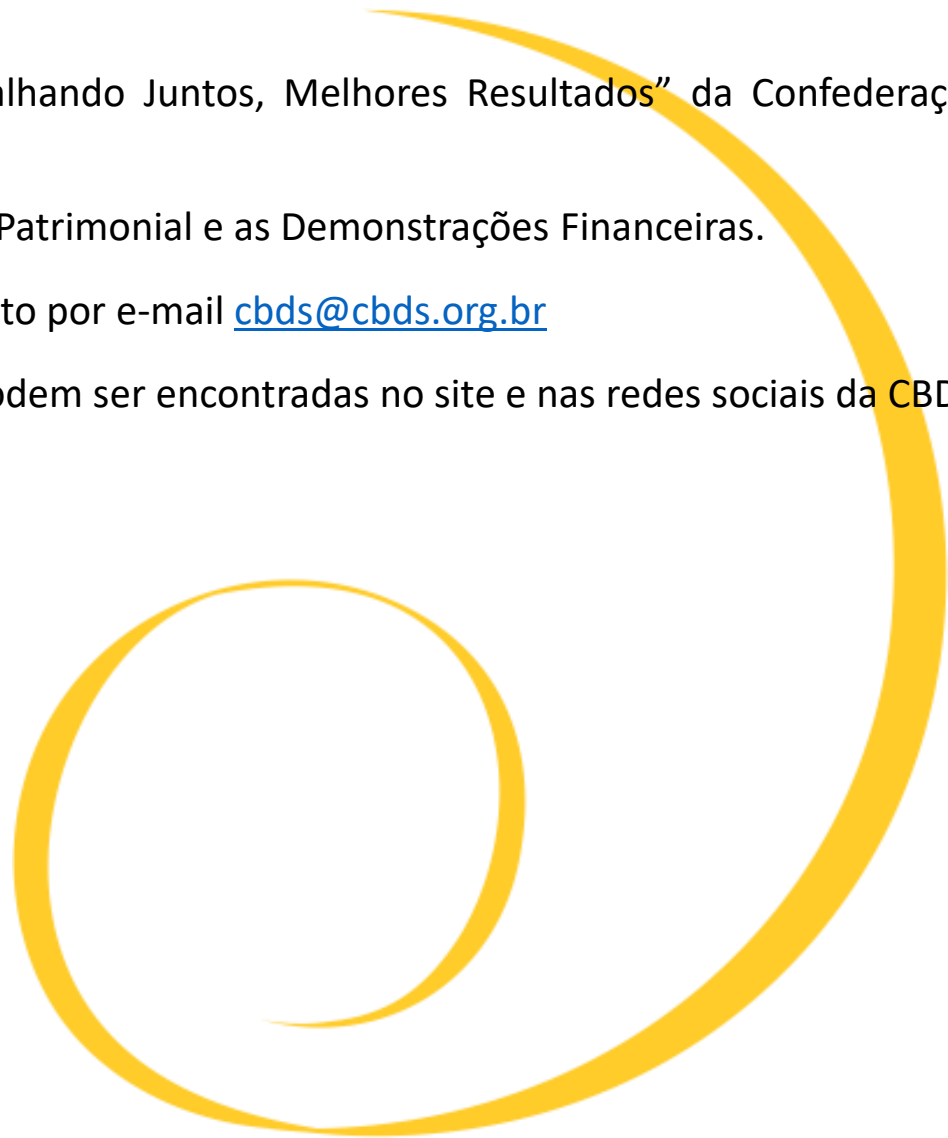 alhando Juntos, Melhores Resultados” da Confederaç
Patrimonial e as Demonstrações Financeiras.
to por e-mail cbds@cbds.org.br
odem ser encontradas no site e nas redes sociais da CBD